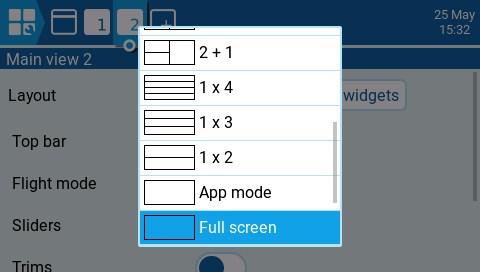 1
2
25 May
15:32
Main view 2
Layout
widgets
Top bar
Flight mode
Sliders
Trims
2 + 1
1 x 4
1 x 3
1 x 2
App mode
Full screen